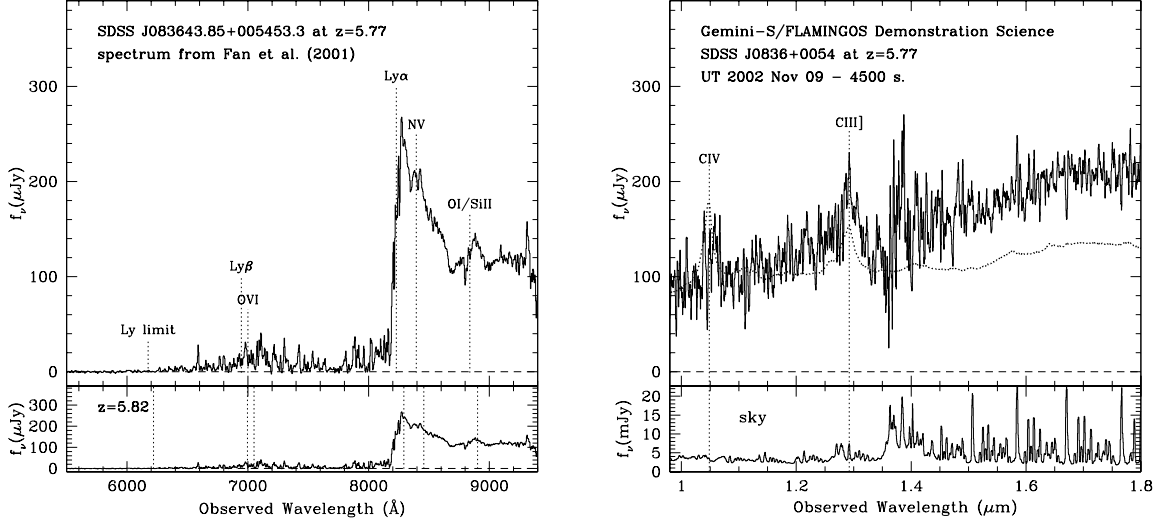 SDSS J083643.85+005453.3 at z=5.77
spectrum from Fan et al. (2001)
Lyα
NV
OI/SiII
Lyβ
OVI
Ly limit
300
200
100
0
fν(μJy)
z=5.82
300
200
100
0
fν(μJy)
6000 7000 8000 9000
Observed Wavelength (Å)
Gemini-S/FLAMINGOS Demonstration Science
SDSS J0836+0054 at z=5.77
UT 2002 Nov 09 - 4500 s.
CIII]
CIV
300
200
100
0
fν(μJy)
sky
20
15
10
5
0
fν(mJy)
1 1.2 1.4 1.6 1.8
Observed Wavelength (μm)